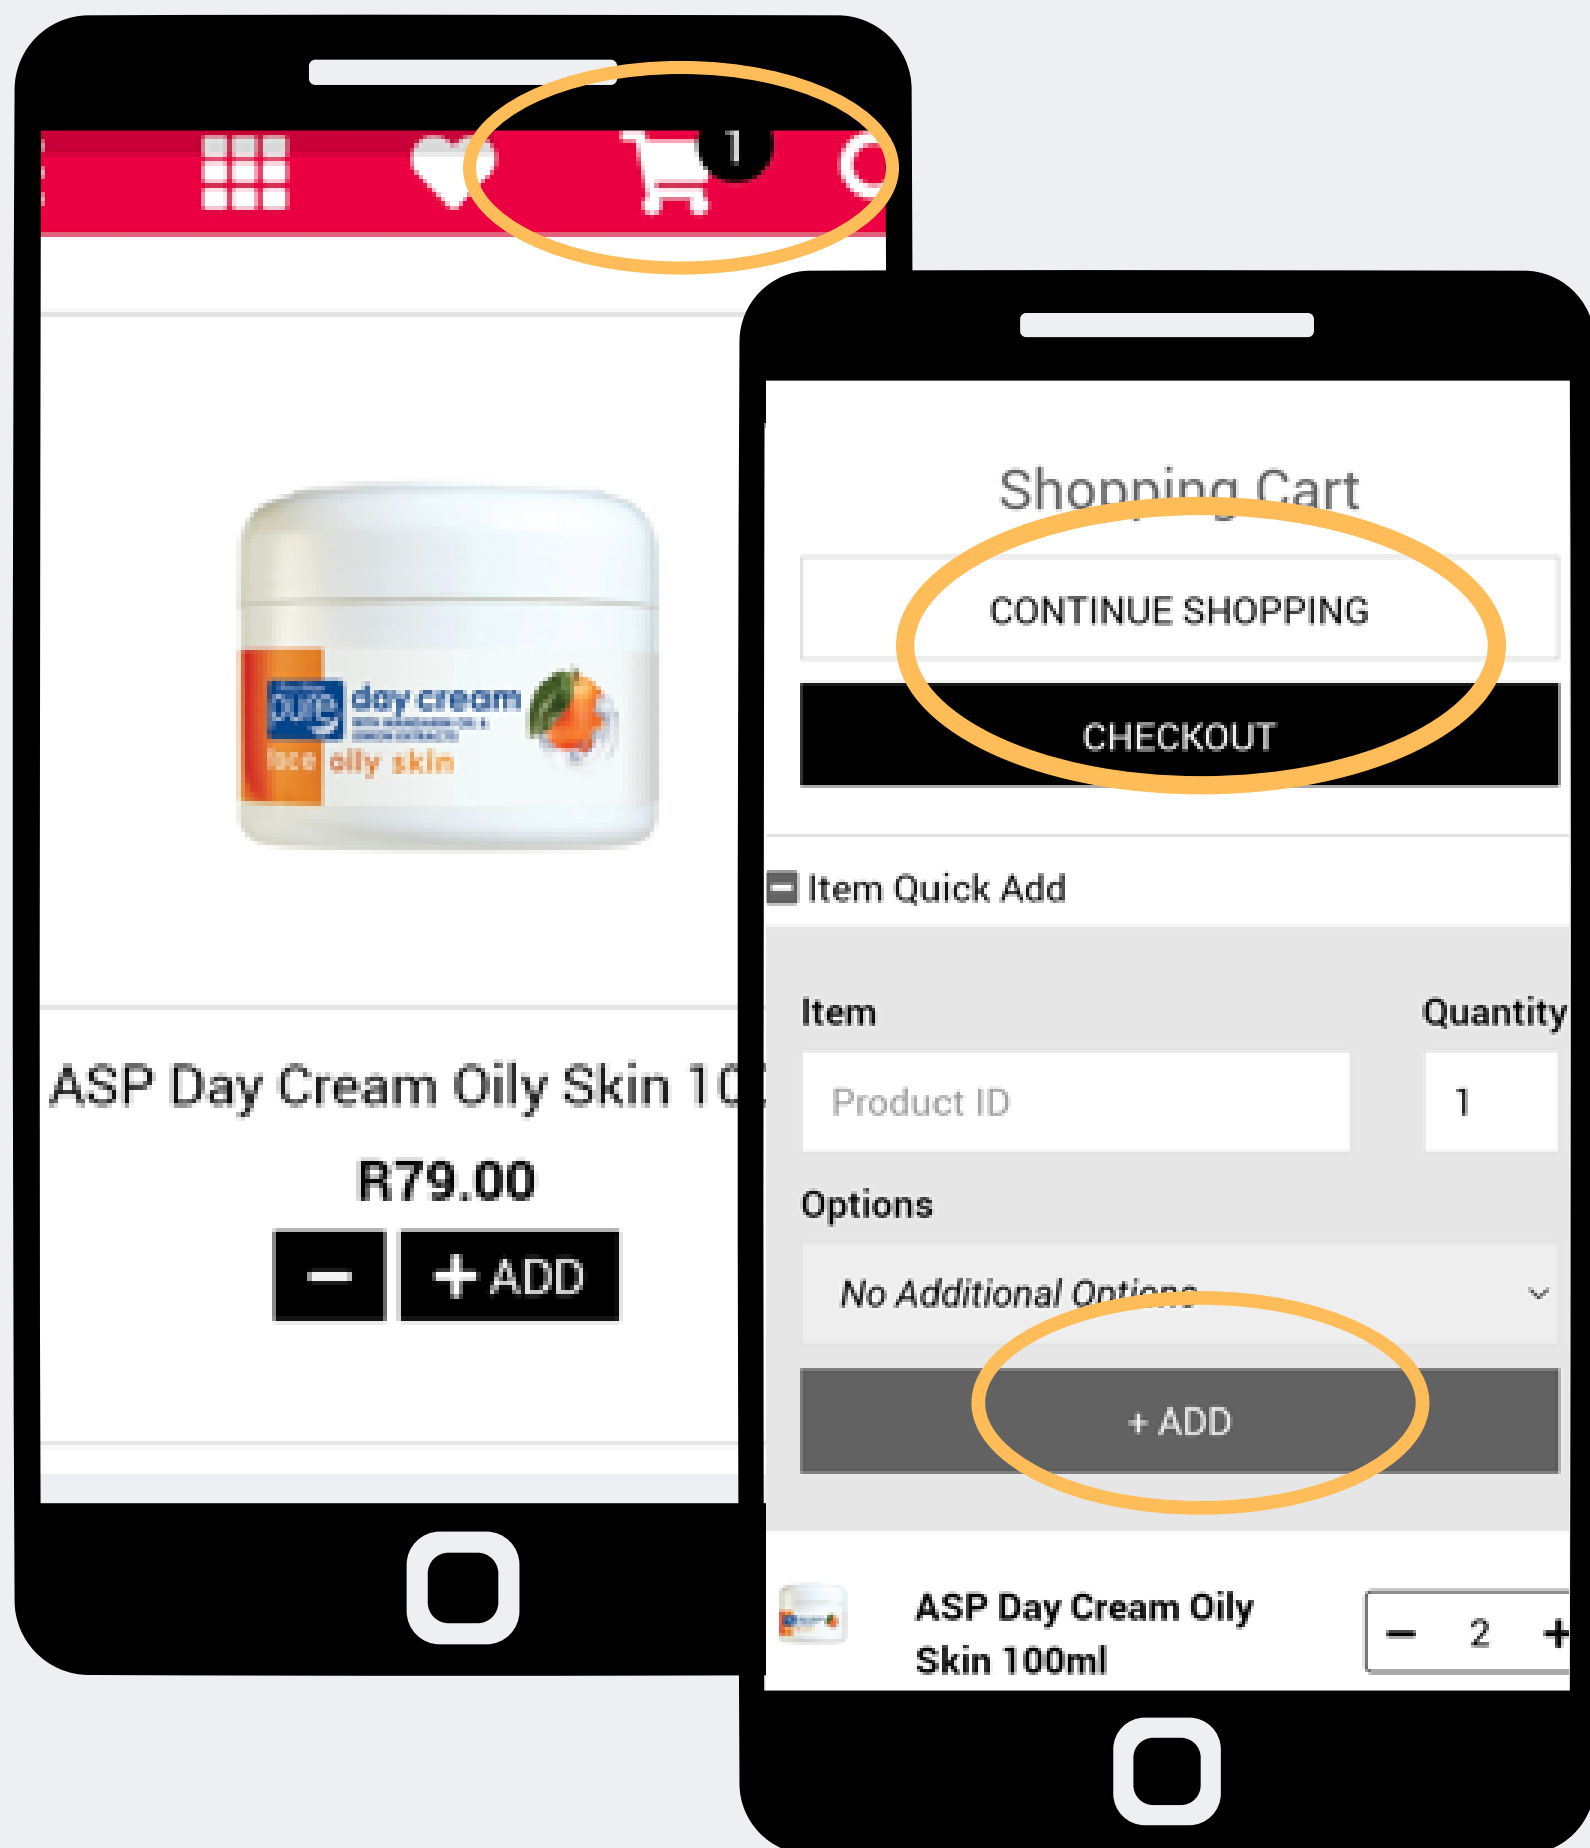 1
pure day cream
face oily skin
ASP Day Cream Oily Skin 10
R79.00
− + ADD
Shopping Cart
CONTINUE SHOPPING
CHECKOUT
Item Quick Add
Item Quantity
Product ID 1
Options
No Additional Options
+ ADD
ASP Day Cream Oily
Skin 100ml
− 2 +